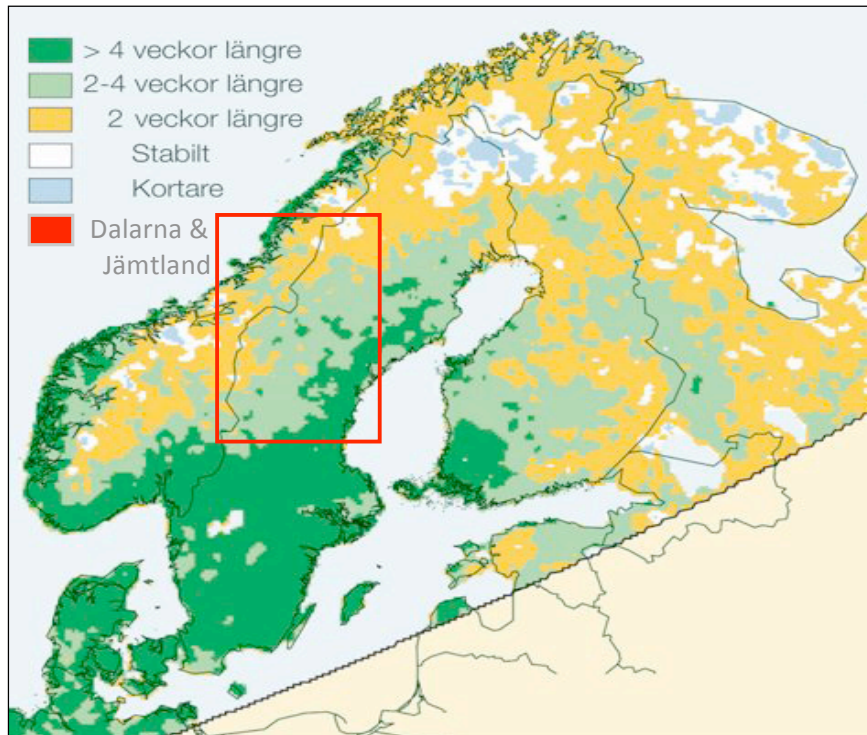 > 4 veckor längre
2-4 veckor längre
2 veckor längre
Stabilt
Kortare
Dalarna &
Jämtland